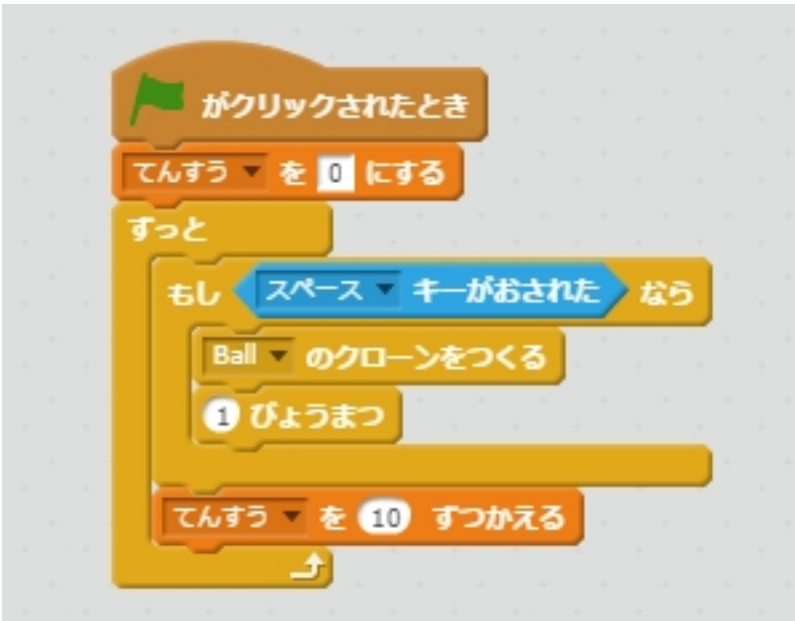 がクリックされたとき
てんすう を 0 にする
ずっと
もし スペース キーがおされた なら
Ball のクローンをつくる
1 びょうまつ
てんすう を 10 ずつかえる